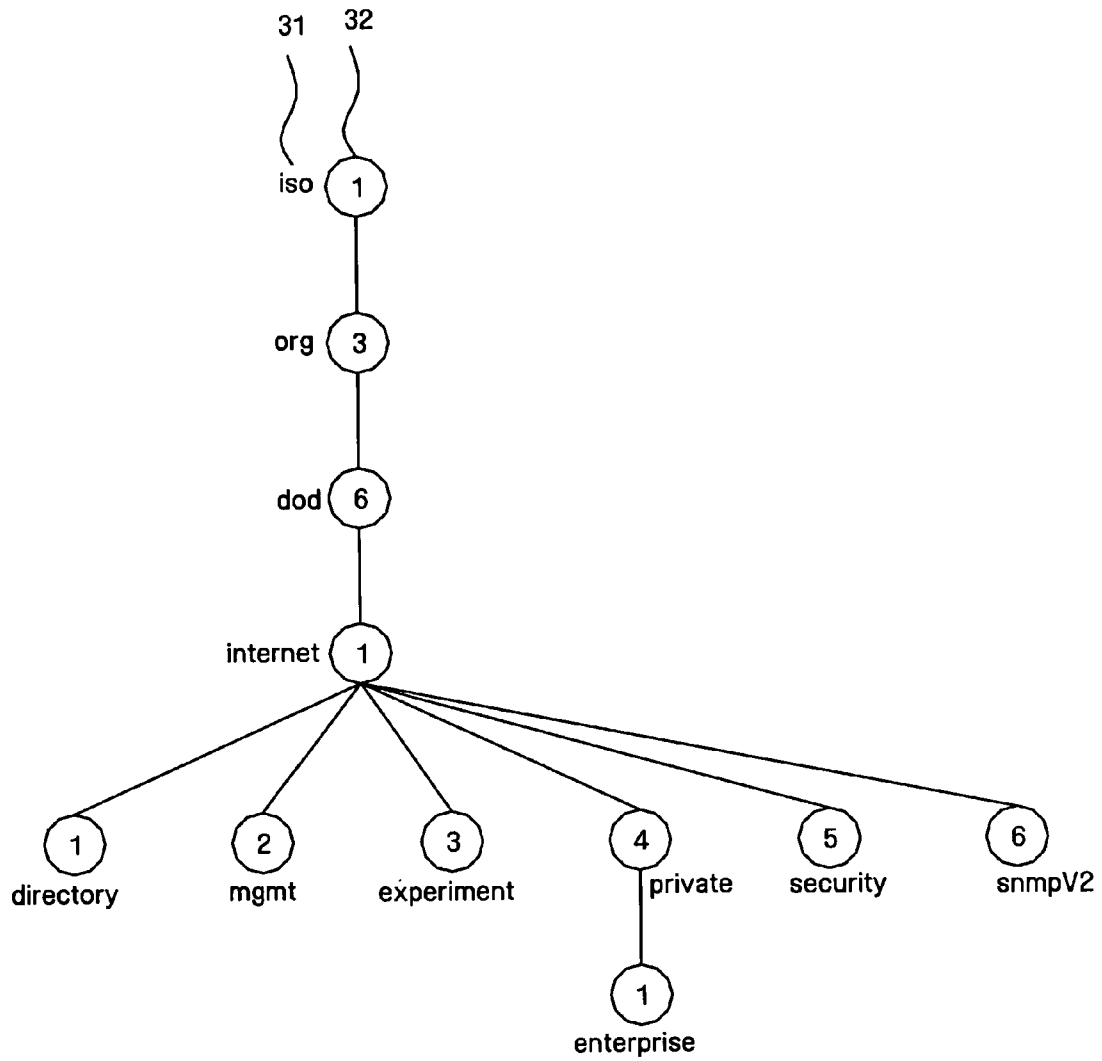 31 32
iso 1
org 3
dod 6
internet 1
1 2 3 4 5 6
directory mgmt experiment private security snmpV2
1
enterprise